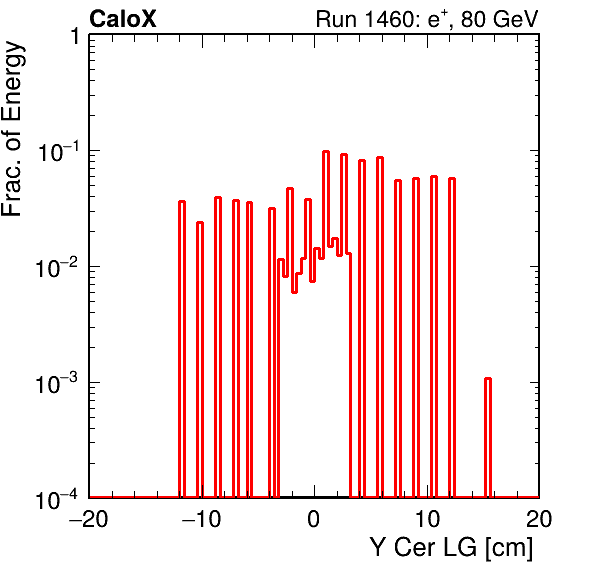 CaloX Run 1460: e⁺, 80 GeV
Frac. of Energy
1
10⁻¹
10⁻²
10⁻³
10⁻⁴
−20 −10 0 10 20
Y Cer LG [cm]